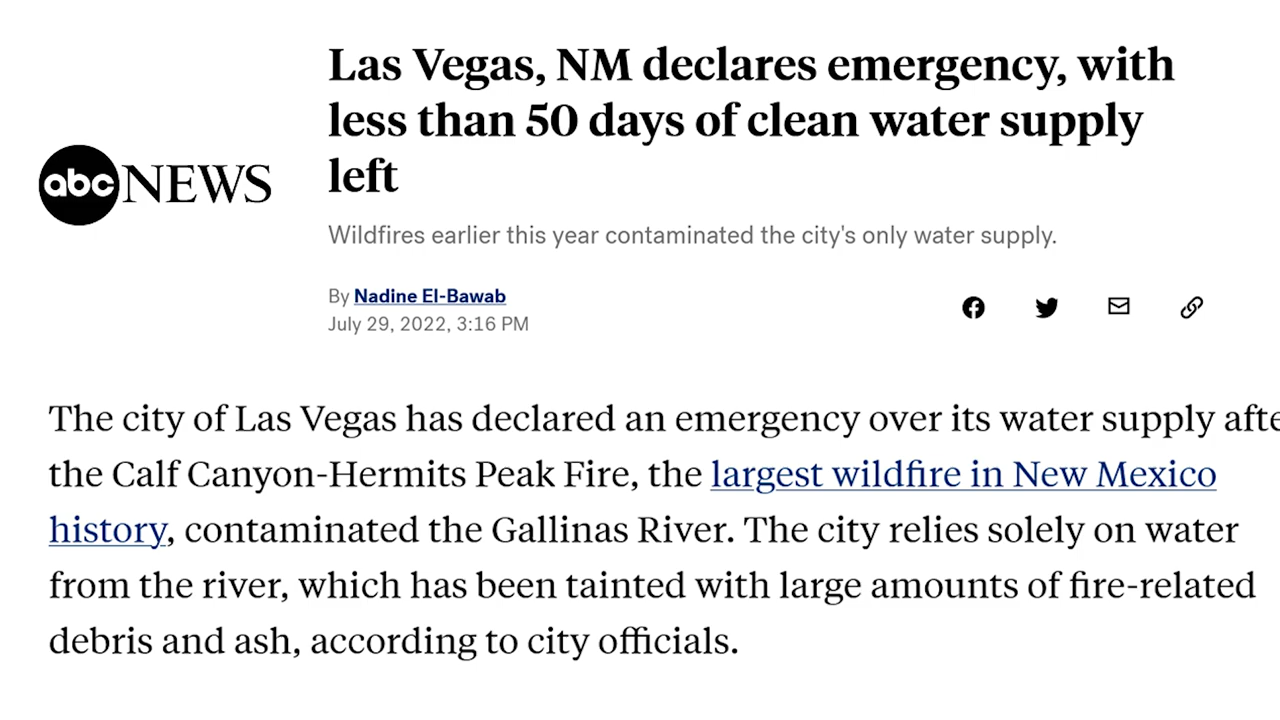 Las Vegas, NM declares emergency, with
less than 50 days of clean water supply
left
abc NEWS
Wildfires earlier this year contaminated the city's only water supply.
By Nadine El-Bawab
July 29, 2022, 3:16 PM
The city of Las Vegas has declared an emergency over its water supply afte
the Calf Canyon-Hermits Peak Fire, the largest wildfire in New Mexico
history, contaminated the Gallinas River. The city relies solely on water
from the river, which has been tainted with large amounts of fire-related
debris and ash, according to city officials.